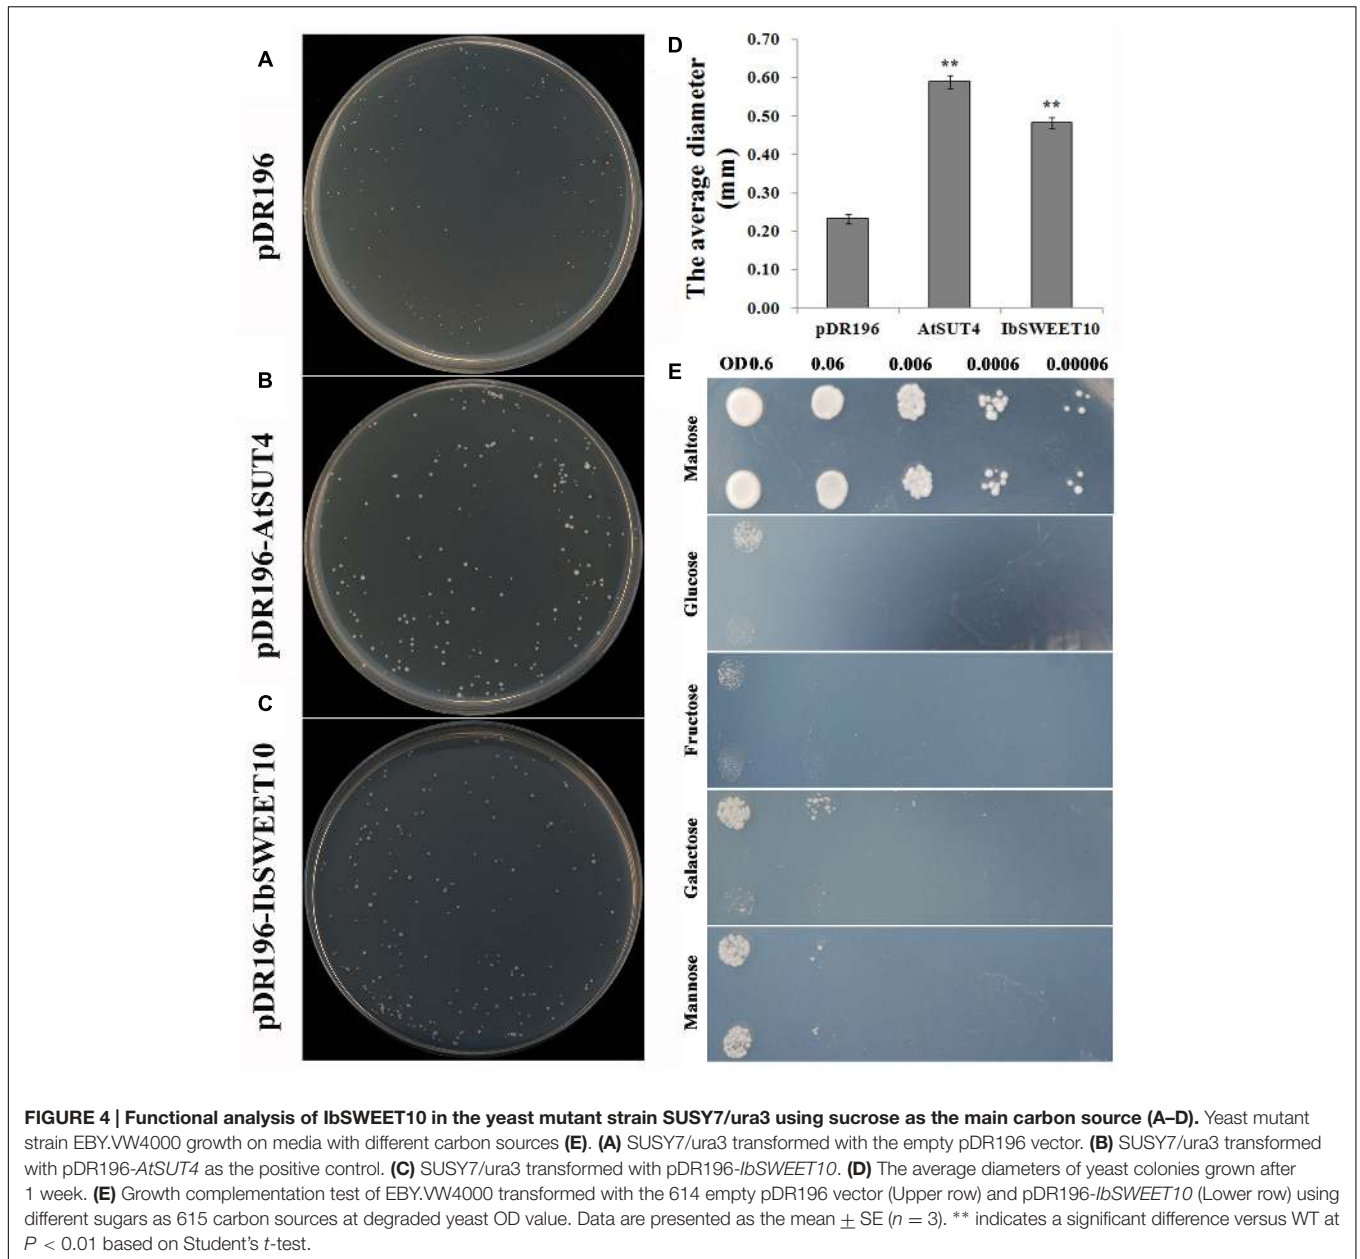 A
pDR196
B
pDR196-AtSUT4
C
pDR196-IbSWEET10
D
The average diameter
(mm)
0.70
0.60
0.50
0.40
0.30
0.20
0.10
0.00
**
**
pDR196 AtSUT4 IbSWEET10
E
OD0.6 0.06 0.006 0.0006 0.00006
Maltose
Glucose
Fructose
Galactose
Mannose
FIGURE 4 | Functional analysis of IbSWEET10 in the yeast mutant strain SUSY7/ura3 using sucrose as the main carbon source (A–D). Yeast mutant
strain EBY.VW4000 growth on media with different carbon sources (E). (A) SUSY7/ura3 transformed with the empty pDR196 vector. (B) SUSY7/ura3 transformed
with pDR196-AtSUT4 as the positive control. (C) SUSY7/ura3 transformed with pDR196-IbSWEET10. (D) The average diameters of yeast colonies grown after
1 week. (E) Growth complementation test of EBY.VW4000 transformed with the 614 empty pDR196 vector (Upper row) and pDR196-IbSWEET10 (Lower row) using
different sugars as 615 carbon sources at degraded yeast OD value. Data are presented as the mean ± SE (n = 3). ** indicates a significant difference versus WT at
P < 0.01 based on Student's t-test.